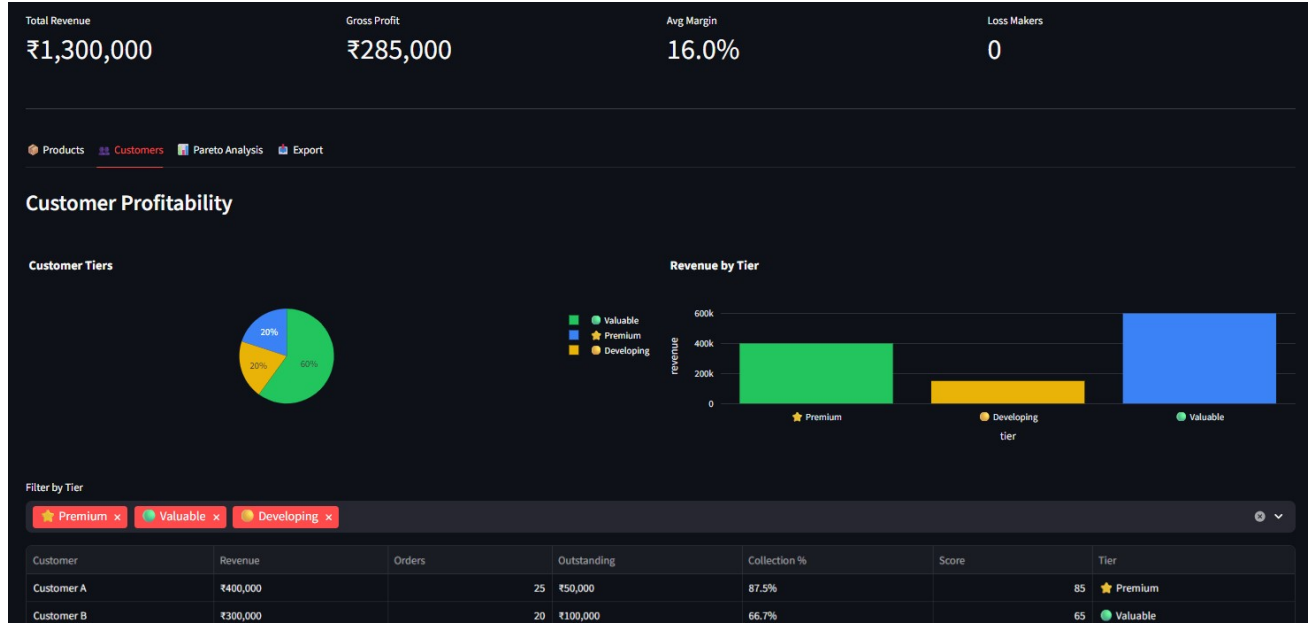 Total Revenue Gross Profit Avg Margin Loss Makers
₹1,300,000 ₹285,000 16.0% 0
Products Customers Pareto Analysis Export
Customer Profitability
Customer Tiers Revenue by Tier
20%
20%
60%
Valuable
Premium
Developing
600k
400k
200k
0
revenue
Premium Developing Valuable
tier
Filter by Tier
Premium × Valuable × Developing ×
Customer Revenue Orders Outstanding Collection % Score Tier
Customer A ₹400,000 25 ₹50,000 87.5% 85 Premium
Customer B ₹300,000 20 ₹100,000 66.7% 65 Valuable